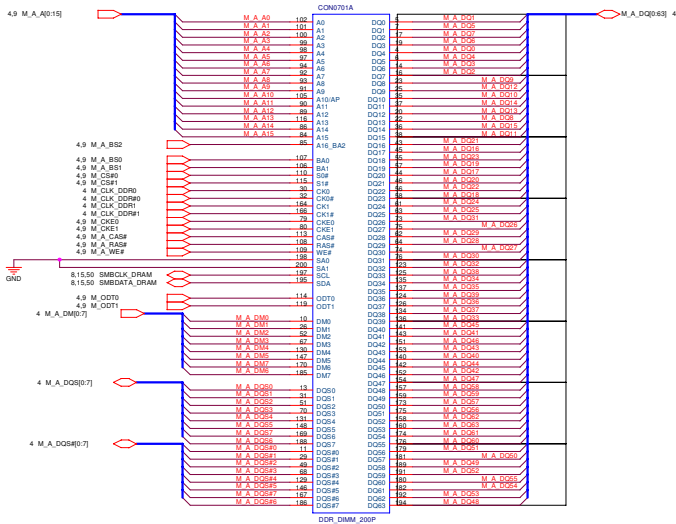 CON0701A
4,9 M_A_A[0:15]
M_A_DQ[0:63] 4
M_A_A0 102 A0 DQ0 5 M_A_DQ1
M_A_A1 101 A1 DQ1 7 M_A_DQ5
M_A_A2 100 A2 DQ2 17 M_A_DQ7
M_A_A3 99 A3 DQ3 19 M_A_DQ6
M_A_A4 98 A4 DQ4 4 M_A_DQ0
M_A_A5 97 A5 DQ5 6 M_A_DQ4
M_A_A6 94 A6 DQ6 14 M_A_DQ3
M_A_A7 92 A7 DQ7 16 M_A_DQ2
M_A_A8 93 A8 DQ8 23 M_A_DQ9
M_A_A9 91 A9 DQ9 25 M_A_DQ12
M_A_A10 105 A10/AP DQ10 35 M_A_DQ10
M_A_A11 90 A11 DQ11 37 M_A_DQ14
M_A_A12 89 A12 DQ12 20 M_A_DQ13
M_A_A13 116 A13 DQ13 22 M_A_DQ8
M_A_A14 86 A14 DQ14 36 M_A_DQ15
M_A_A15 84 A15 DQ15 38 M_A_DQ11
4,9 M_A_BS2 85 A16_BA2 DQ16 43 M_A_DQ21
DQ17 45 M_A_DQ16
4,9 M_A_BS0 107 BA0 DQ18 55 M_A_DQ23
4,9 M_A_BS1 106 BA1 DQ19 57 M_A_DQ19
4,9 M_CS#0 110 S0# DQ20 44 M_A_DQ17
4,9 M_CS#1 115 S1# DQ21 46 M_A_DQ20
4 M_CLK_DDR0 30 CK0 DQ22 56 M_A_DQ22
4 M_CLK_DDR#0 32 CK0# DQ23 58 M_A_DQ18
4 M_CLK_DDR1 164 CK1 DQ24 61 M_A_DQ24
4 M_CLK_DDR#1 166 CK1# DQ25 63 M_A_DQ25
4,9 M_CKE0 79 CKE0 DQ26 73 M_A_DQ31
4,9 M_CKE1 80 CKE1 DQ27 75 M_A_DQ26
4,9 M_A_CAS# 113 CAS# DQ28 62 M_A_DQ29
4,9 M_A_RAS# 108 RAS# DQ29 64 M_A_DQ28
4,9 M_A_WE# 109 WE# DQ30 74 M_A_DQ27
198 SA0 DQ31 76 M_A_DQ30
200 SA1 DQ32 123 M_A_DQ32
GND
8,15,50 SMBCLK_DRAM 197 SCL DQ33 125 M_A_DQ38
8,15,50 SMBDATA_DRAM 195 SDA DQ34 135 M_A_DQ34
DQ35 137 M_A_DQ35
4,9 M_ODT0 114 ODT0 DQ36 124 M_A_DQ36
4,9 M_ODT1 119 ODT1 DQ37 126 M_A_DQ37
4 M_A_DM[0:7] DQ38 134 M_A_DQ33
M_A_DM0 10 DM0 DQ39 136 M_A_DQ39
M_A_DM1 26 DM1 DQ40 141 M_A_DQ45
M_A_DM2 52 DM2 DQ41 143 M_A_DQ41
M_A_DM3 67 DM3 DQ42 151 M_A_DQ46
M_A_DM4 130 DM4 DQ43 153 M_A_DQ43
M_A_DM5 147 DM5 DQ44 140 M_A_DQ40
M_A_DM7 170 DM6 DQ45 142 M_A_DQ44
M_A_DM6 185 DM7 DQ46 152 M_A_DQ42
4 M_A_DQS[0:7] DQ47 154 M_A_DQ47
M_A_DQS0 13 DQS0 DQ48 157 M_A_DQ58
M_A_DQS1 31 DQS1 DQ49 159 M_A_DQ59
M_A_DQS2 51 DQS2 DQ50 173 M_A_DQ57
M_A_DQS3 70 DQS3 DQ51 175 M_A_DQ56
M_A_DQS4 131 DQS4 DQ52 158 M_A_DQ62
M_A_DQS5 148 DQS5 DQ53 160 M_A_DQ63
M_A_DQS7 169 DQS6 DQ54 174 M_A_DQ61
M_A_DQS6 188 DQS7 DQ55 176 M_A_DQ60
4 M_A_DQS#[0:7]
M_A_DQS#0 11 DQS#0 DQ56 179 M_A_DQ51
M_A_DQS#1 29 DQS#1 DQ57 181 M_A_DQ50
M_A_DQS#2 49 DQS#2 DQ58 189 M_A_DQ49
M_A_DQS#3 68 DQS#3 DQ59 191 M_A_DQ52
M_A_DQS#4 129 DQS#4 DQ60 180 M_A_DQ55
M_A_DQS#5 146 DQS#5 DQ61 182 M_A_DQ54
M_A_DQS#7 167 DQS#6 DQ62 192 M_A_DQ53
M_A_DQS#6 186 DQS#7 DQ63 194 M_A_DQ48
DDR_DIMM_200P